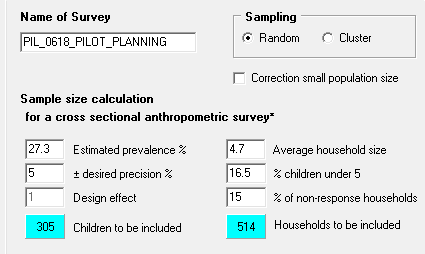 Name of Survey
PIL_0618_PILOT_PLANNING
Sampling
Random Cluster
Correction small population size
Sample size calculation
for a cross sectional anthropometric survey*
27.3 Estimated prevalence % 4.7 Average household size
5 ± desired precision % 16.5 % children under 5
1 Design effect 15 % of non-response households
305 Children to be included 514 Households to be included